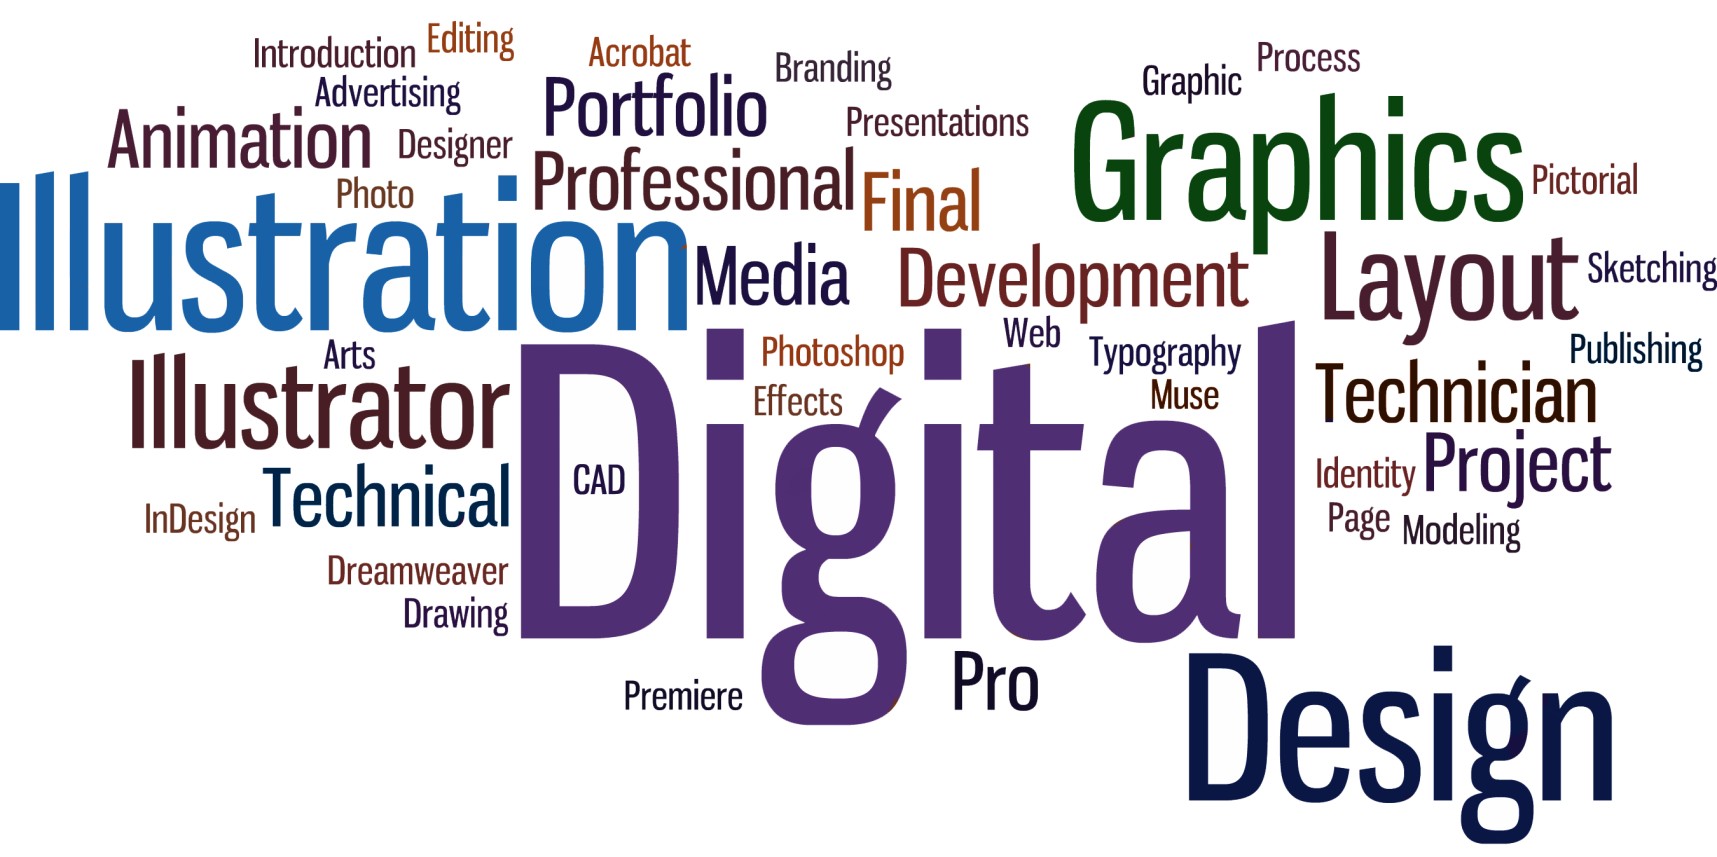 Introduction
Editing
Acrobat
Branding
Process
Advertising
Portfolio
Graphic
Animation
Designer
Presentations
Graphics
Photo
Professional
Final
Pictorial
Illustration
Media
Development
Layout
Sketching
Arts
Photoshop
Web
Typography
Publishing
Illustrator
Effects
Muse
Technician
Technical
CAD
Digital
Identity
Project
InDesign
Page
Modeling
Dreamweaver
Drawing
Premiere
Pro
Design